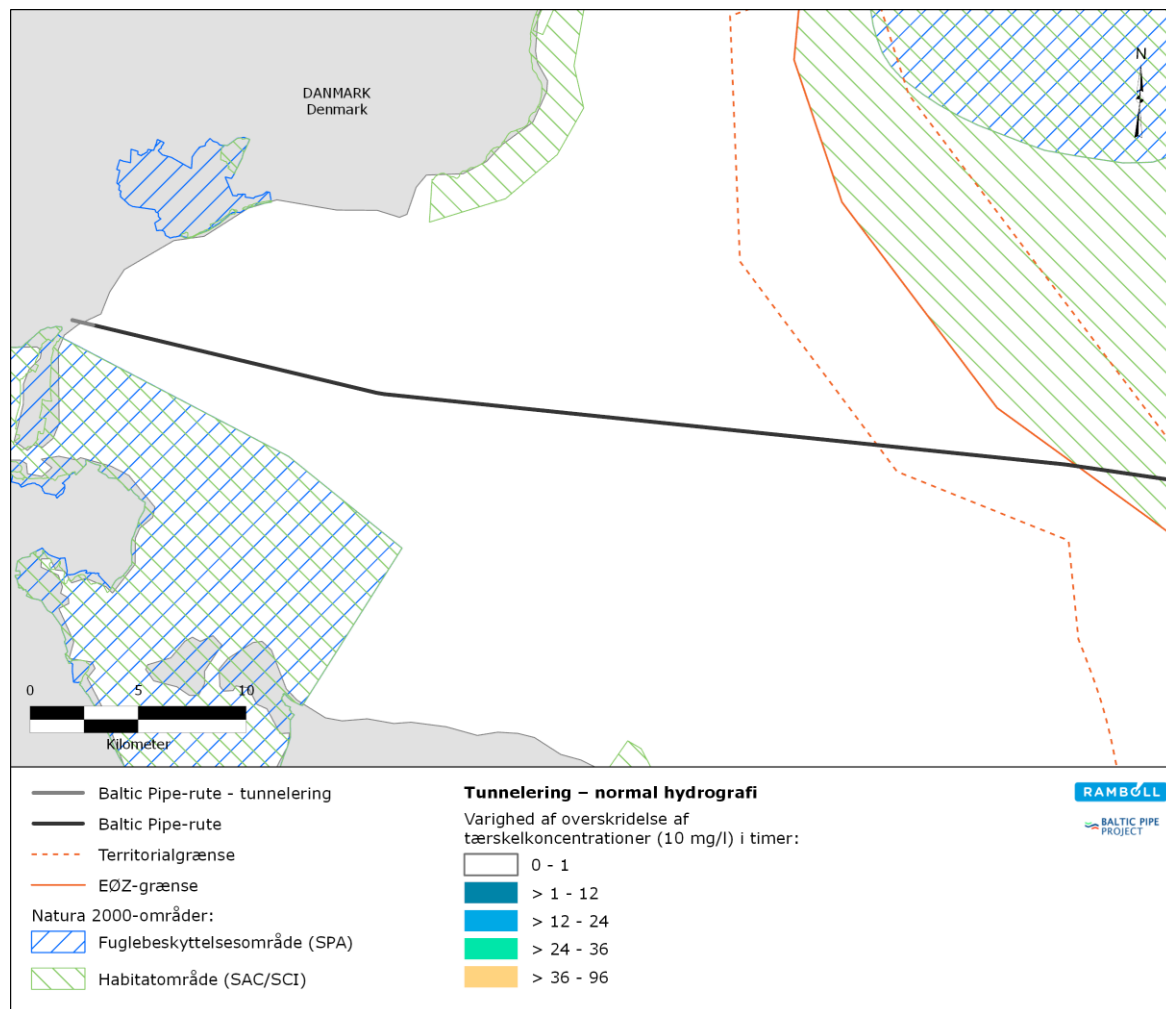 DANMARK
Denmark
N
0 5 10
Kilometer
Baltic Pipe-rute - tunnelering
Baltic Pipe-rute
Territorialgrænse
EØZ-grænse
Natura 2000-områder:
Fuglebeskyttelsesområde (SPA)
Habitatområde (SAC/SCI)
Tunnelering – normal hydrografi
Varighed af overskridelse af
tærskelkoncentrationer (10 mg/l) i timer:
0 - 1
> 1 - 12
> 12 - 24
> 24 - 36
> 36 - 96
RAMBOLL
BALTIC PIPE
PROJECT